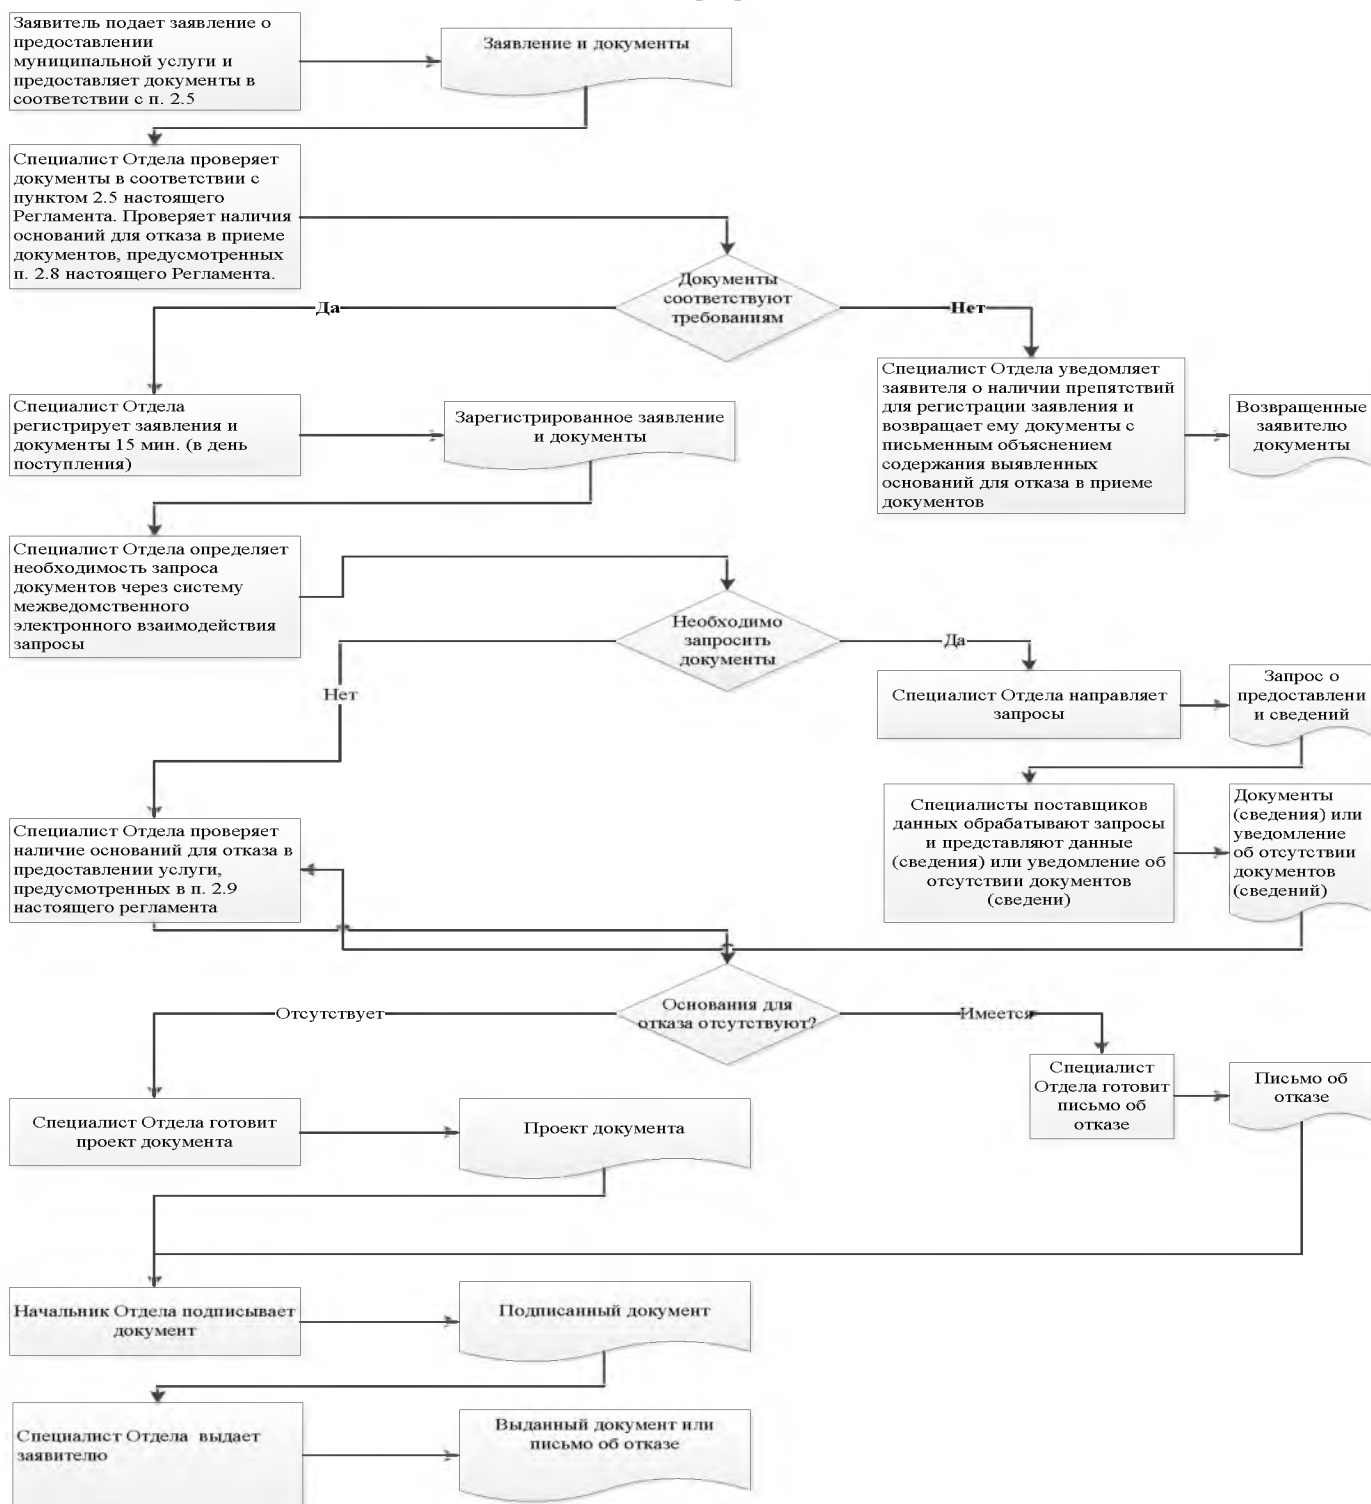 Заявитель подает заявление о
предоставлении
муниципальной услуги и
предоставляет документы в
соответствии с п. 2.5
Заявление и документы
Специалист Отдела проверяет
документы в соответствии с
пунктом 2.5 настоящего
Регламента. Проверяет наличия
оснований для отказа в приеме
документов, предусмотренных
п. 2.8 настоящего Регламента.
Документы
соответствуют
требованиям
Да
Нет
Специалист Отдела
регистрирует заявления и
документы 15 мин. (в день
поступления)
Зарегистрированное заявление
и документы
Специалист Отдела уведомляет
заявителя о наличии препятствий
для регистрации заявления и
возвращает ему документы с
письменным объяснением
содержания выявленных
оснований для отказа в приеме
документов
Возвращенные
заявителю
документы
Специалист Отдела определяет
необходимость запроса
документов через систему
межведомственного
электронного взаимодействия
запросы
Необходимо
запросить
документы
Да
Нет
Специалист Отдела направляет
запросы
Запрос о
предоставлени
и сведений
Специалисты поставщиков
данных обрабатывают запросы
и представляют данные
(сведения) или уведомление об
отсутствии документов
(сведени)
Документы
(сведения) или
уведомление
об отсутствии
документов
(сведений)
Специалист Отдела проверяет
наличие оснований для отказа в
предоставлении услуги,
предусмотренных в п. 2.9
настоящего регламента
Основания для
отказа отсутствуют?
Отсутствует
Имеется
Специалист
Отдела готовит
письмо об
отказе
Письмо об
отказе
Специалист Отдела готовит
проект документа
Проект документа
Начальник Отдела подписывает
документ
Подписанный документ
Специалист Отдела выдает
заявителю
Выданный документ или
письмо об отказе